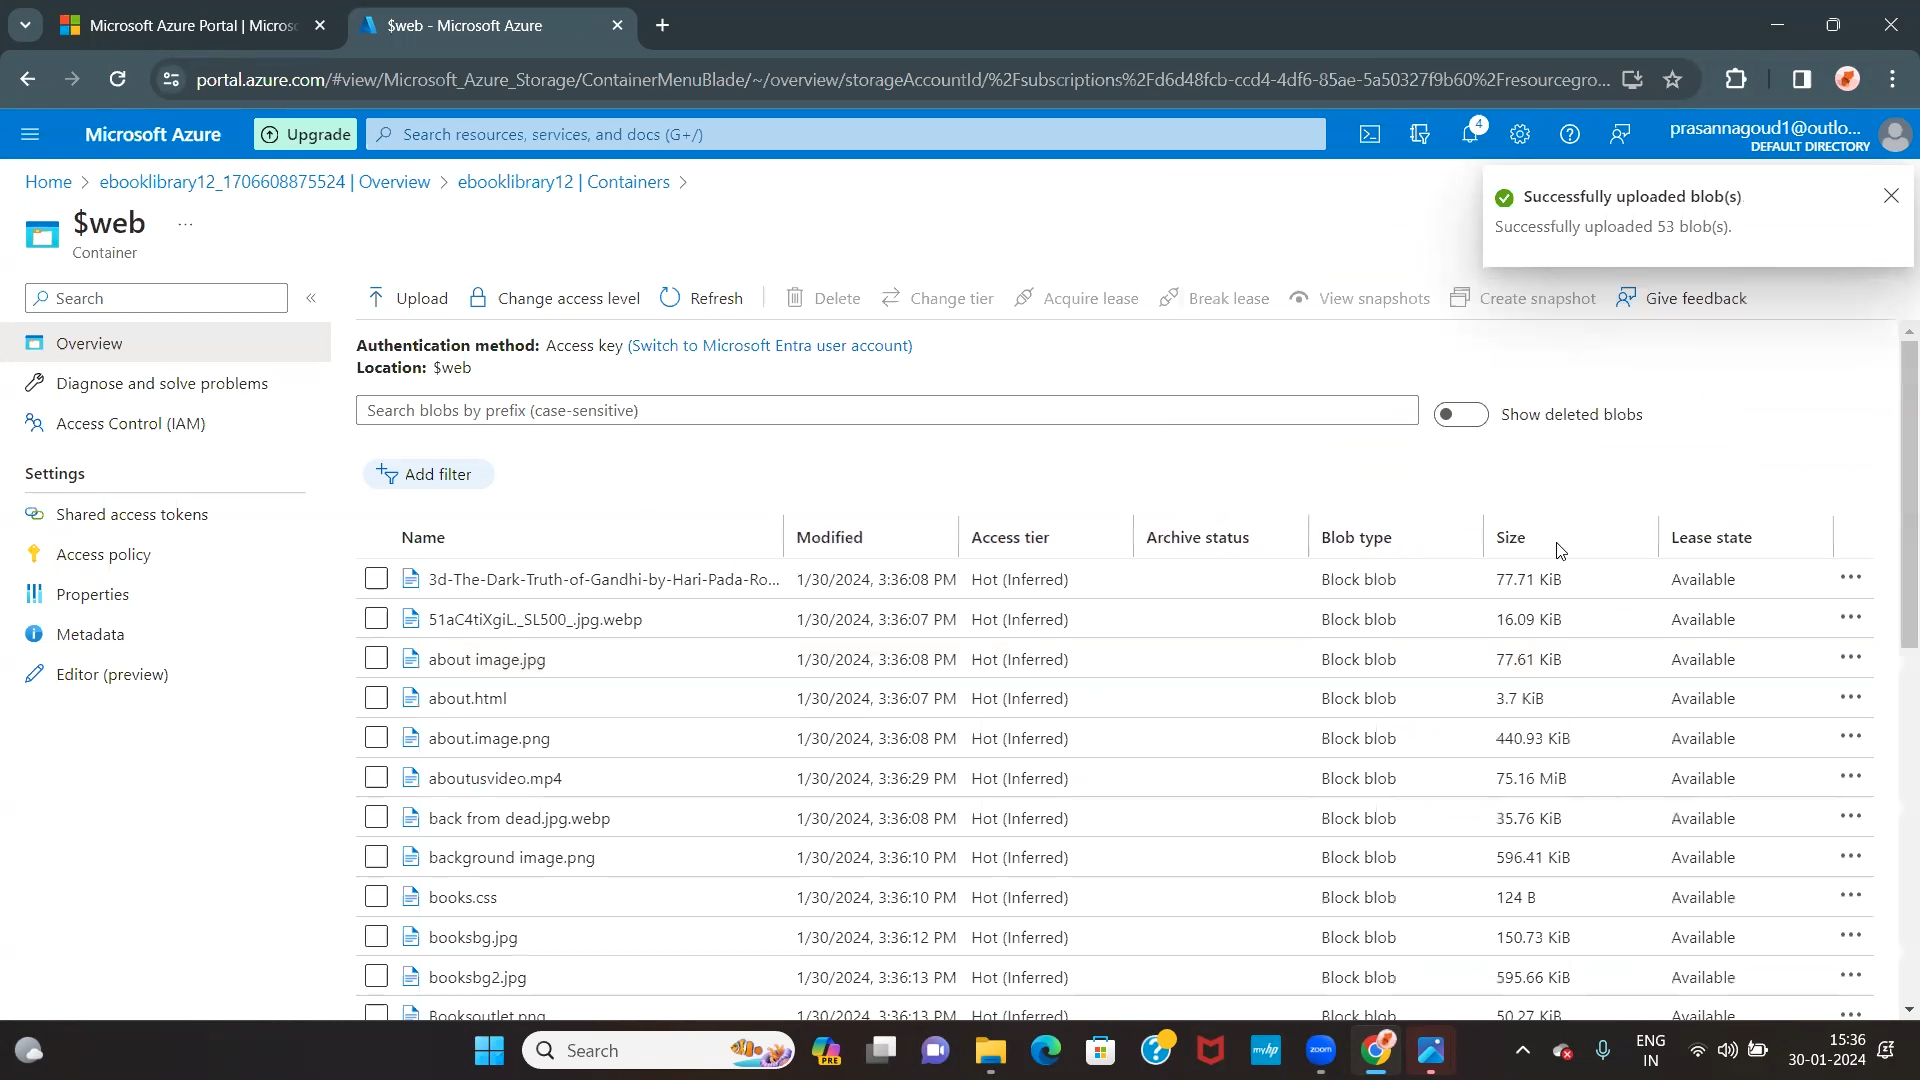 Microsoft Azure Portal | Micros
$web - Microsoft Azure
portal.azure.com/#view/Microsoft_Azure_Storage/ContainerMenuBlade/~/overview/storageAccountId/%2Fsubscriptions%2Fd6d48fcb-ccd4-4df6-85ae-5a50327f9b60%2Fresourcegro...
Microsoft Azure
Upgrade
Search resources, services, and docs (G+/)
4
prasannagoud1@outlo...
DEFAULT DIRECTORY
Home > ebooklibrary12_1706608875524 | Overview > ebooklibrary12 | Containers >
$web ...
Container
Successfully uploaded blob(s)
Successfully uploaded 53 blob(s).
Search
«
Upload
Change access level
Refresh
Delete
Change tier
Acquire lease
Break lease
View snapshots
Create snapshot
Give feedback
Overview
Diagnose and solve problems
Access Control (IAM)
Settings
Shared access tokens
Access policy
Properties
Metadata
Editor (preview)
Authentication method: Access key (Switch to Microsoft Entra user account)
Location: $web
Search blobs by prefix (case-sensitive)
Show deleted blobs
Add filter
Name Modified Access tier Archive status Blob type Size Lease state
3d-The-Dark-Truth-of-Gandhi-by-Hari-Pada-Ro... 1/30/2024, 3:36:08 PM Hot (Inferred) Block blob 77.71 KiB Available ...
51aC4tiXgiL._SL500_.jpg.webp 1/30/2024, 3:36:07 PM Hot (Inferred) Block blob 16.09 KiB Available ...
about image.jpg 1/30/2024, 3:36:08 PM Hot (Inferred) Block blob 77.61 KiB Available ...
about.html 1/30/2024, 3:36:07 PM Hot (Inferred) Block blob 3.7 KiB Available ...
about.image.png 1/30/2024, 3:36:08 PM Hot (Inferred) Block blob 440.93 KiB Available ...
aboutusvideo.mp4 1/30/2024, 3:36:29 PM Hot (Inferred) Block blob 75.16 MiB Available ...
back from dead.jpg.webp 1/30/2024, 3:36:08 PM Hot (Inferred) Block blob 35.76 KiB Available ...
background image.png 1/30/2024, 3:36:10 PM Hot (Inferred) Block blob 596.41 KiB Available ...
books.css 1/30/2024, 3:36:10 PM Hot (Inferred) Block blob 124 B Available ...
booksbg.jpg 1/30/2024, 3:36:12 PM Hot (Inferred) Block blob 150.73 KiB Available ...
booksbg2.jpg 1/30/2024, 3:36:13 PM Hot (Inferred) Block blob 595.66 KiB Available ...
Booksoutlet.png 1/30/2024, 3:36:13 PM Hot (Inferred) Block blob 50.27 KiB Available ...
Search
PRE
myhp
zoom
ENG
IN
15:36
30-01-2024